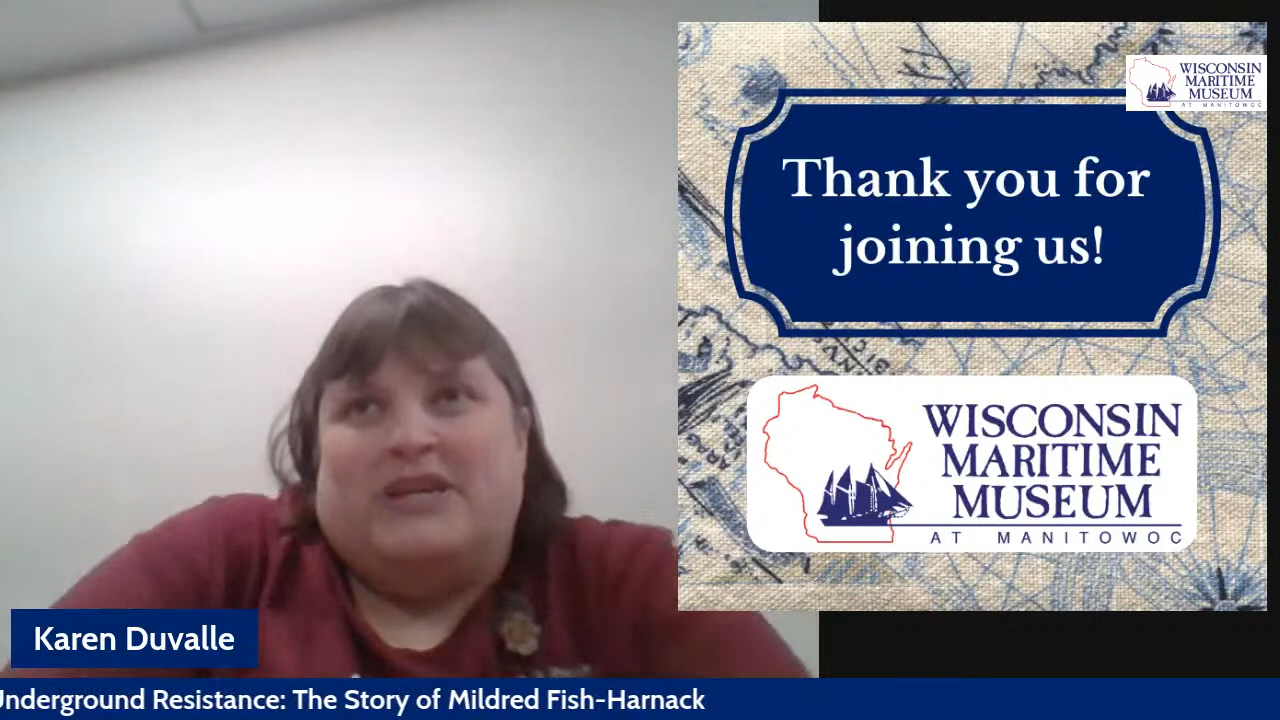 WISCONSIN
MARITIME
MUSEUM
AT MANITOWOC
Thank you for
joining us!
WISCONSIN
MARITIME
MUSEUM
AT MANITOWOC
Karen Duvalle
Underground Resistance: The Story of Mildred Fish-Harnack